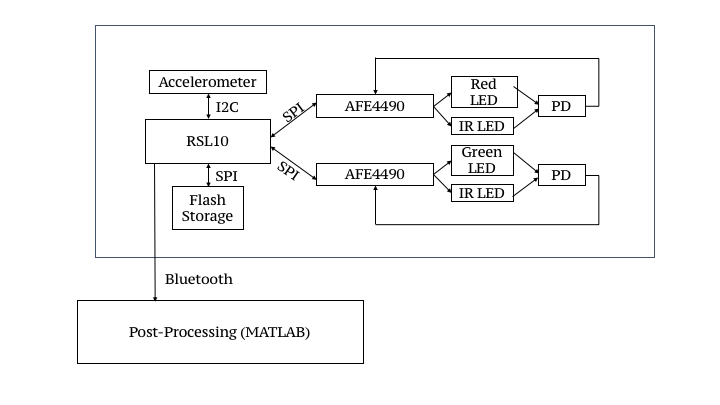 Accelerometer
I2C
RSL10
SPI
Flash
Storage
SPI
SPI
AFE4490
Red
LED
IR LED
PD
AFE4490
Green
LED
IR LED
PD
Bluetooth
Post-Processing (MATLAB)